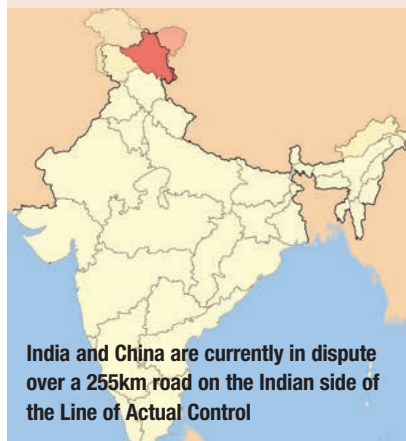 India and China are currently in dispute
over a 255km road on the Indian side of
the Line of Actual Control